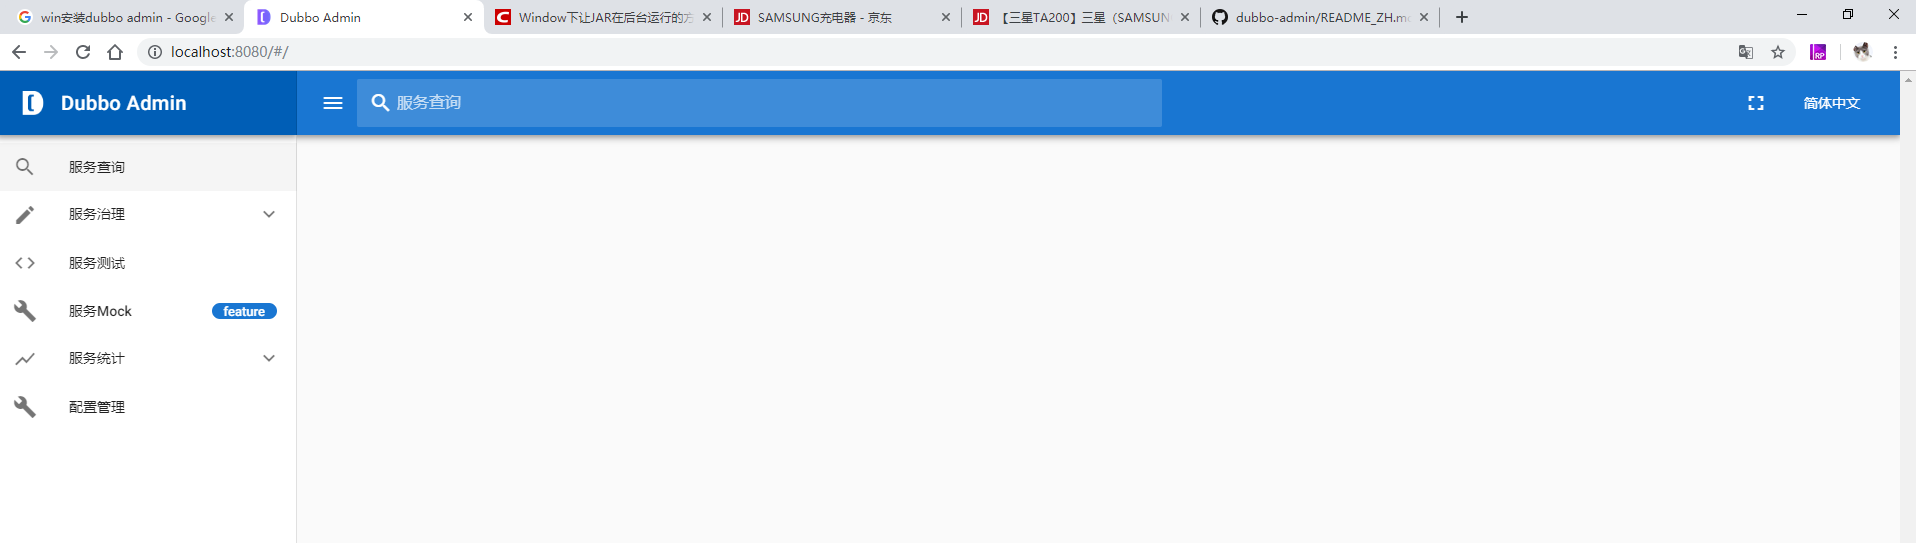 win安装dubbo admin - Google
Dubbo Admin
Window下让JAR在后台运行的方
SAMSUNG充电器 - 京东
【三星TA200】三星（SAMSUN
dubbo-admin/README_ZH.m
localhost:8080/#/
RP
Dubbo Admin
服务查询
简体中文
服务查询
服务治理
服务测试
服务Mock
feature
服务统计
配置管理